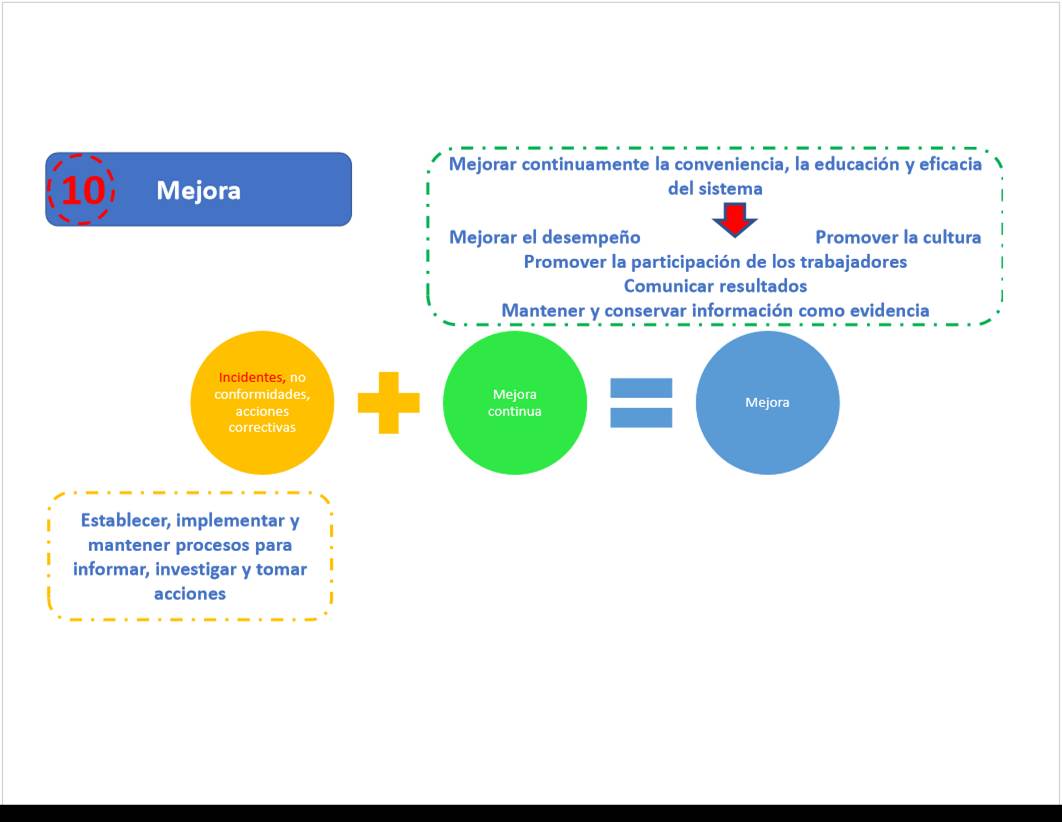 10 Mejora
Mejorar continuamente la conveniencia, la educación y eficacia
del sistema
Mejorar el desempeño Promover la cultura
Promover la participación de los trabajadores
Comunicar resultados
Mantener y conservar información como evidencia
Incidentes, no
conformidades,
acciones
correctivas
Mejora
continua
Mejora
Establecer, implementar y
mantener procesos para
informar, investigar y tomar
acciones